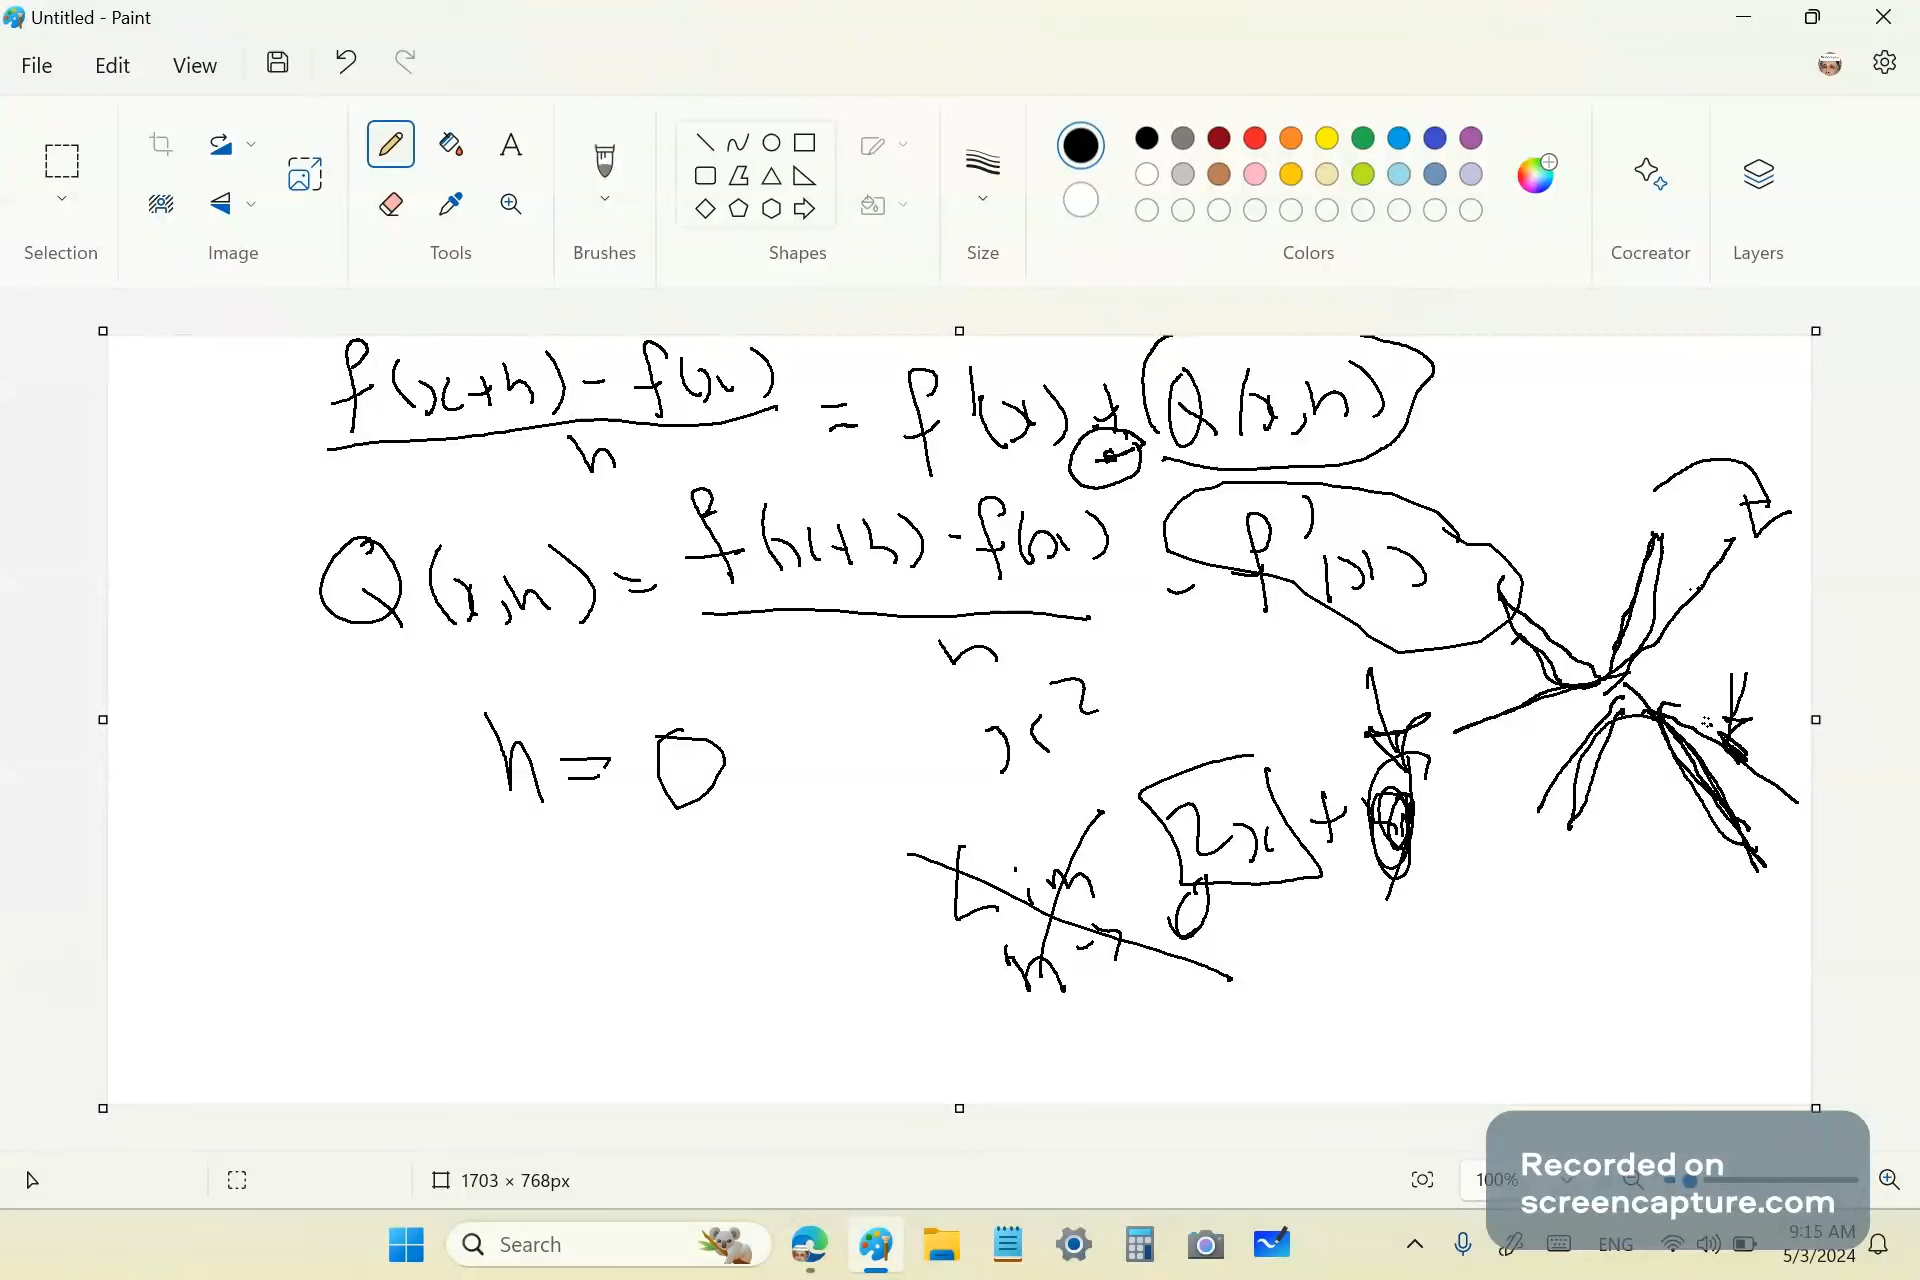 Untitled - Paint
File Edit View
Selection Image Tools Brushes Shapes Size Colors Cocreator Layers
f(x+h) - f(x) / h = f'(x) + Q(x,h)
Q(x,h) = f(x+h) - f(x) / h - f'(x)
h = 0
x²
2x +
Lim
1703 × 768px
100%
Recorded on
screencapture.com
Search
ENG
9:15 AM
5/3/2024